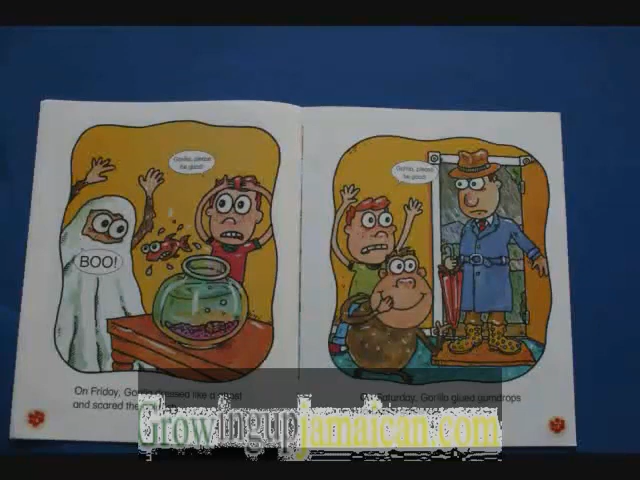 Gorilla, please
be good!
BOO!
Gorilla, please
be good!
On Friday, Gorilla dressed like a ghost
and scared the
On Saturday, Gorilla glued gumdrops
Growingupjamaican.com